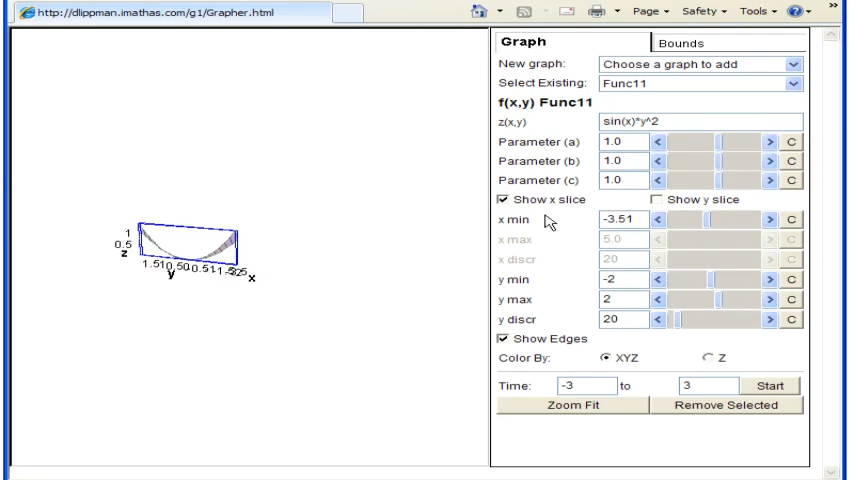 http://dlippman.imathas.com/g1/Grapher.html
Page Safety Tools »
Graph Bounds
New graph: Choose a graph to add
Select Existing: Func11
f(x,y) Func11
z(x,y) sin(x)*y^2
Parameter (a) 1.0 < > C
Parameter (b) 1.0 < > C
Parameter (c) 1.0 < > C
Show x slice Show y slice
x min -3.51 < > C
x max 5.0 < > C
x discr 20 < > C
y min -2 < > C
y max 2 < > C
y discr 20 < > C
Show Edges
Color By: XYZ Z
Time: -3 to 3 Start
Zoom Fit Remove Selected
1
0.5
z
y
x